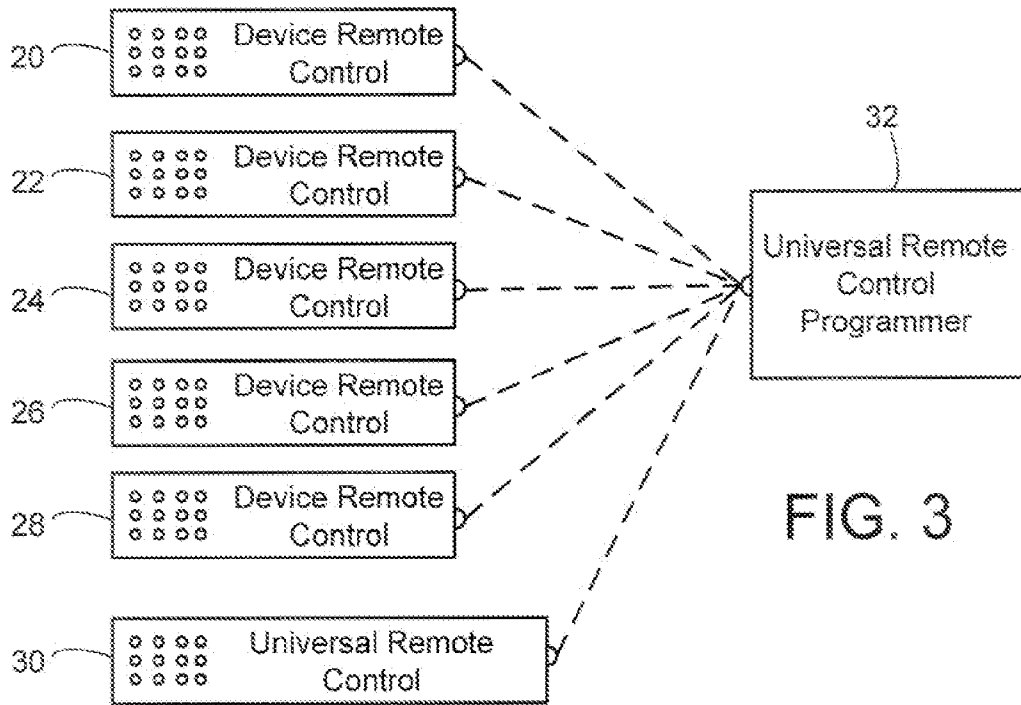 20
Device Remote
Control
22
Device Remote
Control
24
Device Remote
Control
26
Device Remote
Control
28
Device Remote
Control
30
Universal Remote
Control
32
Universal Remote
Control
Programmer
FIG. 3